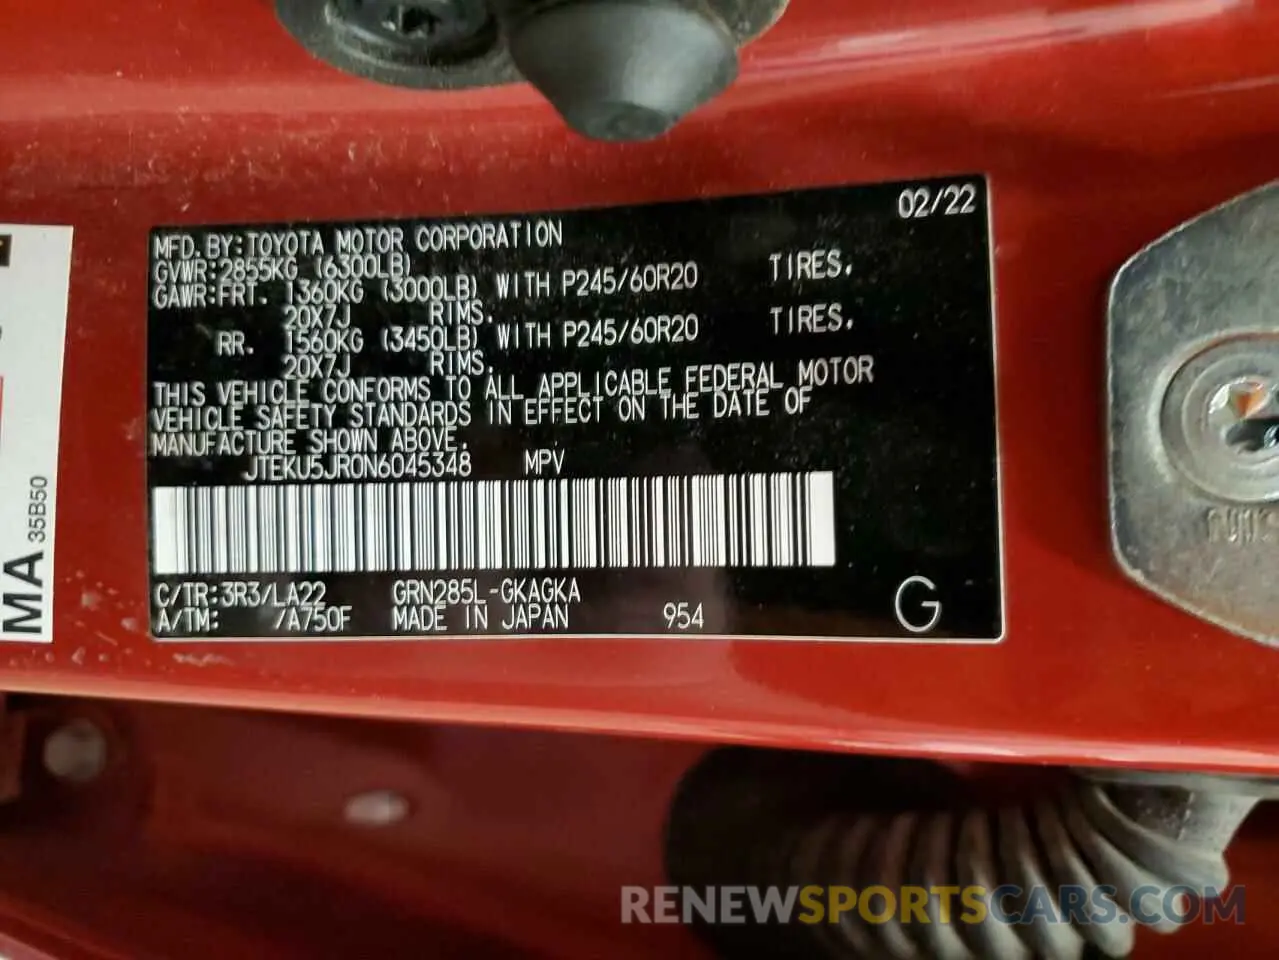 02/22
MFD. BY:TOYOTA MOTOR CORPORATION
GVWR:2855KG (6300LB)
GAWR:FRT. 1360KG (3000LB) WITH P245/60R20 TIRES,
20X7J RIMS.
RR. 1560KG (3450LB) WITH P245/60R20 TIRES,
20X7J RIMS.
THIS VEHICLE CONFORMS TO ALL APPLICABLE FEDERAL MOTOR
VEHICLE SAFETY STANDARDS IN EFFECT ON THE DATE OF
MANUFACTURE SHOWN ABOVE.
JTEKU5JR0N6045348 MPV
C/TR:3R3/LA22 GRN285L-GKAGKA
A/TM: /A750F MADE IN JAPAN 954
G
MA 35B50
RENEWSPORTSCARS.COM